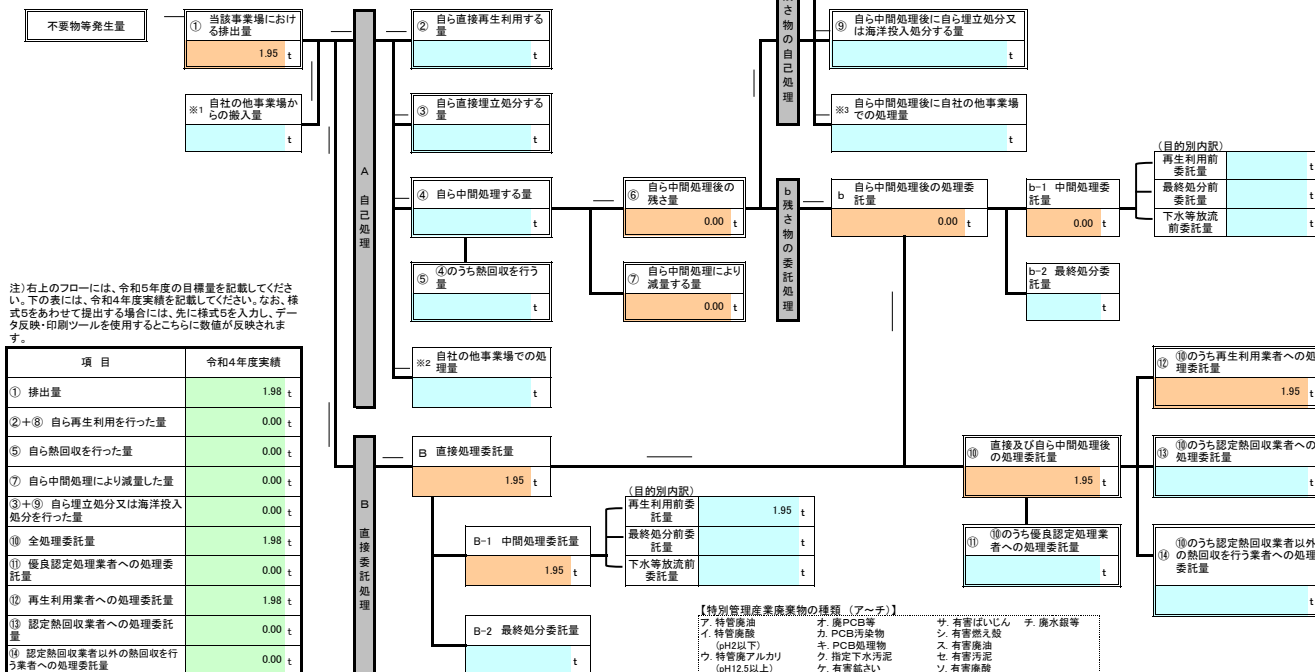 不要物等発生量
① 当該事業場におけ
る排出量
1.95 t
※1 自社の他事業場か
らの搬入量
t
A 自己処理
② 自ら直接再生利用する
量
t
③ 自ら直接埋立処分する
量
t
④ 自ら中間処理する量
t
⑤ ④のうち熱回収を行う
量
t
※2 自社の他事業場での処
理量
t
⑥ 自ら中間処理後の
残さ量
0.00 t
⑦ 自ら中間処理により
減量する量
0.00 t
さ物の自己処理
⑨ 自ら中間処理後に自ら埋立処分又
は海洋投入処分する量
t
※3 自ら中間処理後に自社の他事業場
での処理量
t
b 残さ物の委託処理
b 自ら中間処理後の処理委
託量
0.00 t
b-1 中間処理委
託量
0.00 t
b-2 最終処分委
託量
t
(目的別内訳)
再生利用前
委託量
t
最終処分前
委託量
t
下水等放流
前委託量
t
注)右上のフローには、令和5年度の目標量を記載してくださ
い。下の表には、令和4年度実績を記載してください。なお、様
式5をあわせて提出する場合には、先に様式5を入力し、デー
タ反映・印刷ツールを使用するとこちらに数値が反映されま
す。
項 目 令和4年度実績
① 排出量 1.98 t
②+⑧ 自ら再生利用を行った量 0.00 t
⑤ 自ら熱回収を行った量 0.00 t
⑦ 自ら中間処理により減量した量 0.00 t
③+⑨ 自ら埋立処分又は海洋投入
処分を行った量 0.00 t
⑩ 全処理委託量 1.98 t
⑪ 優良認定処理業者への処理委
託量 0.00 t
⑫ 再生利用業者への処理委託量 1.98 t
⑬ 認定熱回収業者への処理委託
量 0.00 t
⑭ 認定熱回収業者以外の熱回収を行
う業者への処理委託量 0.00 t
B 直接委託処理
B 直接処理委託量
1.95 t
B-1 中間処理委託量
1.95 t
B-2 最終処分委託量
t
(目的別内訳)
再生利用前委
託量
1.95 t
最終処分前委
託量
t
下水等放流前
委託量
t
⑩ 直接及び自ら中間処理後
の処理委託量
1.95 t
⑪ ⑩のうち優良認定処理業
者への処理委託量
t
⑫ ⑩のうち再生利用業者への処
理委託量
1.95 t
⑬ ⑩のうち認定熱回収業者への
処理委託量
t
⑭ ⑩のうち認定熱回収業者以外
の熱回収を行う業者への処理
委託量
t
【特別管理産業廃棄物の種類 (ア~チ)】
ア. 特管廃油 オ. 廃PCB等 サ. 有害ばいじん チ. 廃水銀等
イ. 特管廃酸 カ. PCB汚染物 シ. 有害燃え殻
(pH2以下) キ. PCB処理物 ス. 有害廃油
ウ. 特管廃アルカリ ク. 指定下水汚泥 セ. 有害汚泥
(pH12.5以上) ケ. 有害鉱さい ソ. 有害廃酸